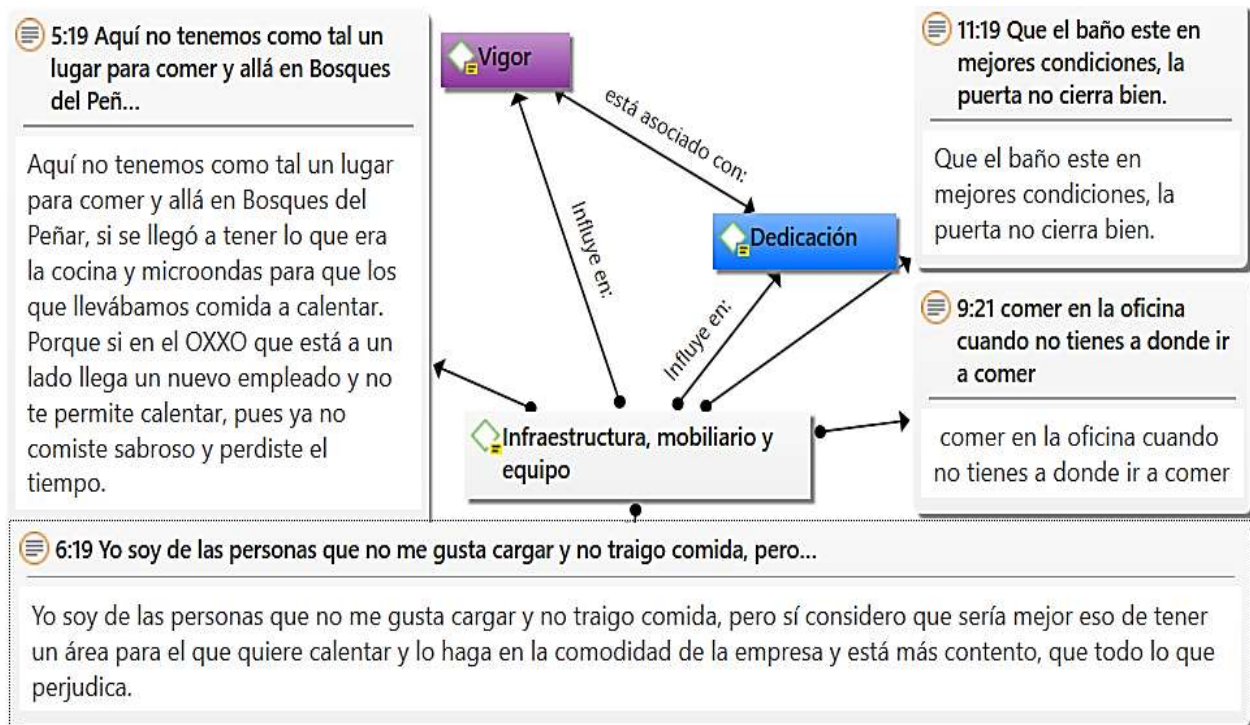 5:19 Aquí no tenemos como tal un
lugar para comer y allá en Bosques
del Peñ...
Aquí no tenemos como tal un lugar
para comer y allá en Bosques del
Peñar, si se llegó a tener lo que era
la cocina y microondas para que los
que llevábamos comida a calentar.
Porque si en el OXXO que está a un
lado llega un nuevo empleado y no
te permite calentar, pues ya no
comiste sabroso y perdiste el
tiempo.
Vigor
está asociado con:
Influye en:
Dedicación
Influye en:
Infraestructura, mobiliario y
equipo
11:19 Que el baño este en
mejores condiciones, la
puerta no cierra bien.
Que el baño este en
mejores condiciones, la
puerta no cierra bien.
9:21 comer en la oficina
cuando no tienes a donde ir
a comer
comer en la oficina cuando
no tienes a donde ir a comer
6:19 Yo soy de las personas que no me gusta cargar y no traigo comida, pero...
Yo soy de las personas que no me gusta cargar y no traigo comida, pero sí considero que sería mejor eso de tener
un área para el que quiere calentar y lo haga en la comodidad de la empresa y está más contento, que todo lo que
perjudica.